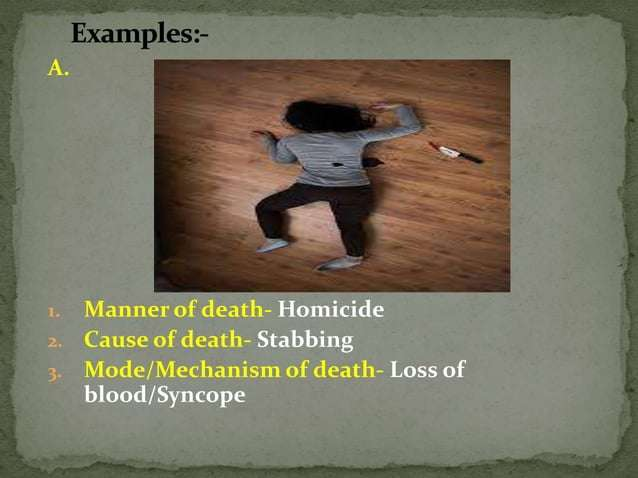 Examples:-
A.
1. Manner of death- Homicide
2. Cause of death- Stabbing
3. Mode/Mechanism of death- Loss of
blood/Syncope